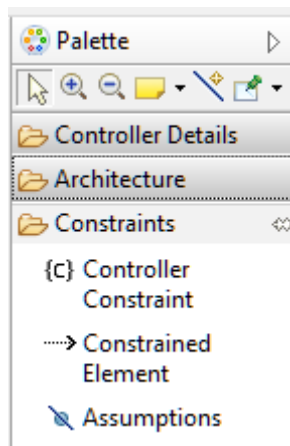 Palette
Controller Details
Architecture
Constraints
{c} Controller
Constraint
Constrained
Element
Assumptions